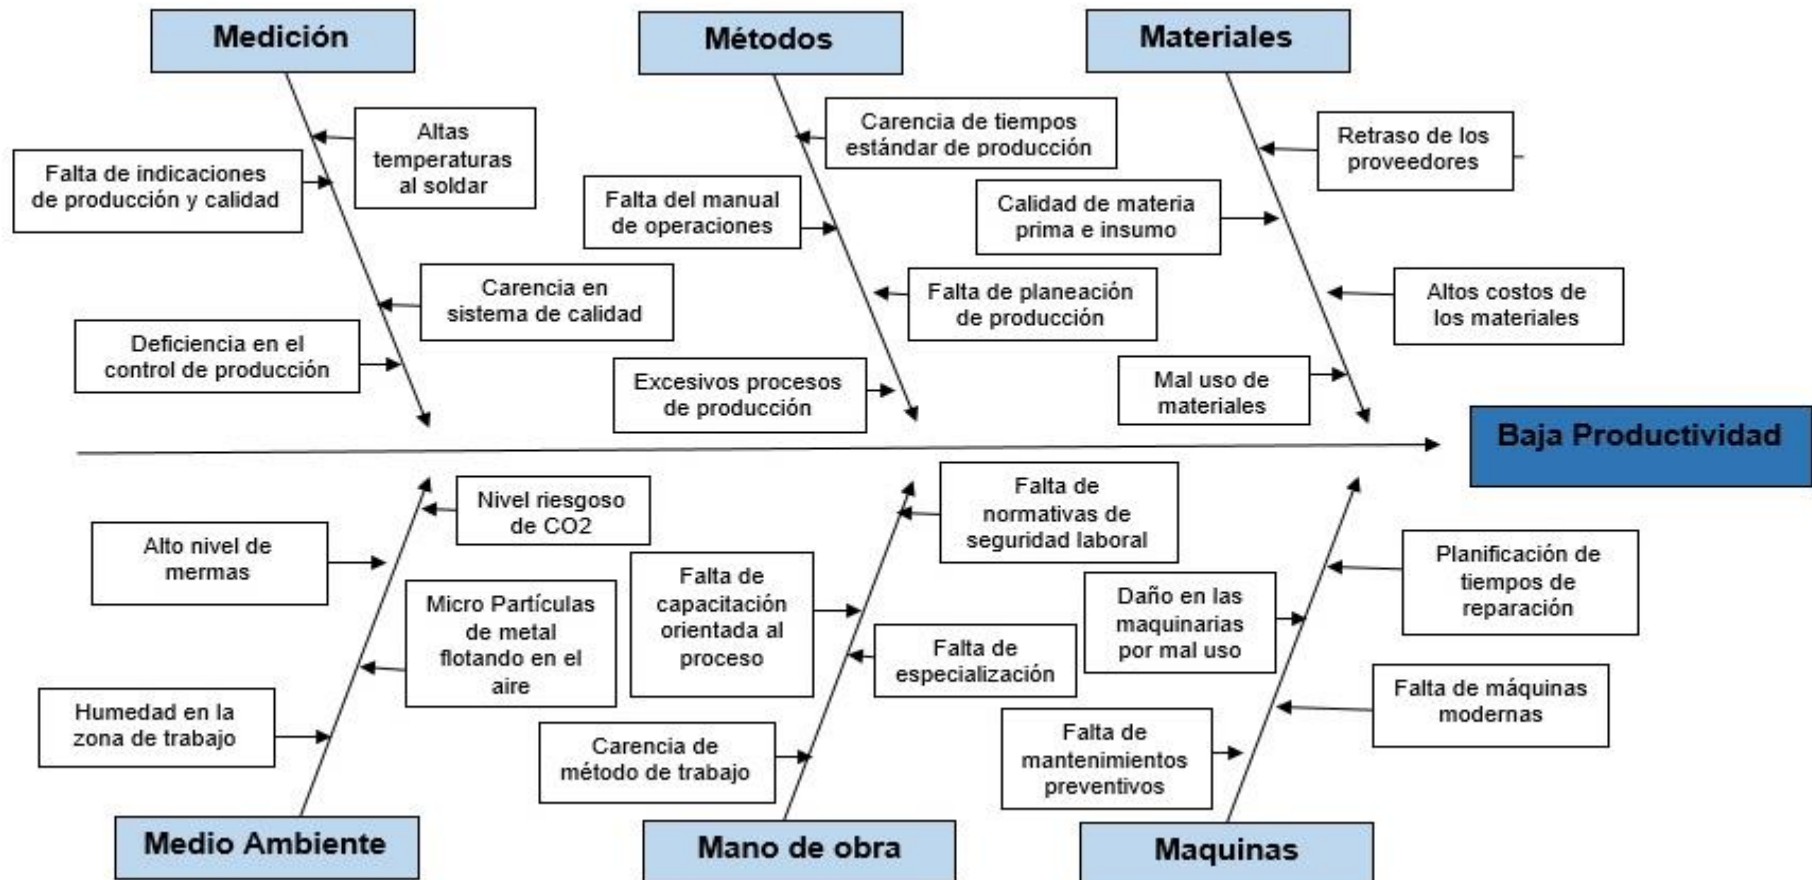 Medición
Métodos
Materiales
Altas
temperaturas
al soldar
Falta de indicaciones
de producción y calidad
Carencia en
sistema de calidad
Deficiencia en el
control de producción
Carencia de tiempos
estándar de producción
Falta del manual
de operaciones
Falta de planeación
de producción
Excesivos procesos
de producción
Retraso de los
proveedores
Calidad de materia
prima e insumo
Altos costos de
los materiales
Mal uso de
materiales
Baja Productividad
Nivel riesgoso
de CO2
Alto nivel de
mermas
Micro Partículas
de metal
flotando en el
aire
Humedad en la
zona de trabajo
Falta de
normativas de
seguridad laboral
Falta de
capacitación
orientada al
proceso
Falta de
especialización
Carencia de
método de trabajo
Planificación de
tiempos de
reparación
Daño en las
maquinarias
por mal uso
Falta de máquinas
modernas
Falta de
mantenimientos
preventivos
Medio Ambiente
Mano de obra
Maquinas